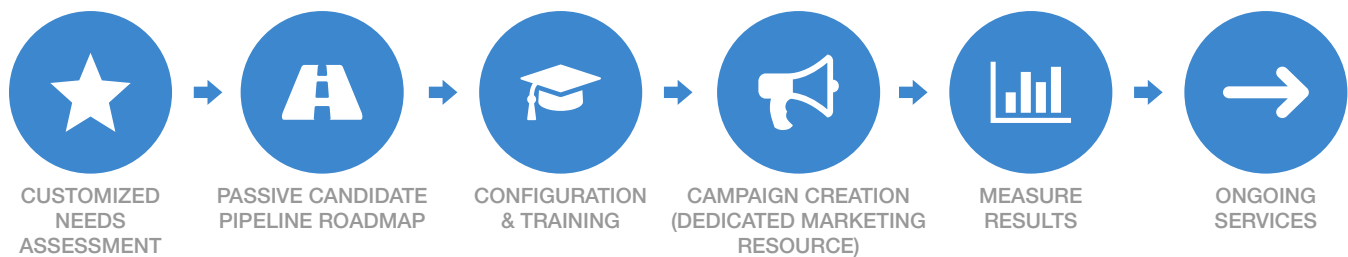 CUSTOMIZED
NEEDS
ASSESSMENT
PASSIVE CANDIDATE
PIPELINE ROADMAP
CONFIGURATION
& TRAINING
CAMPAIGN CREATION
(DEDICATED MARKETING
RESOURCE)
MEASURE
RESULTS
ONGOING
SERVICES